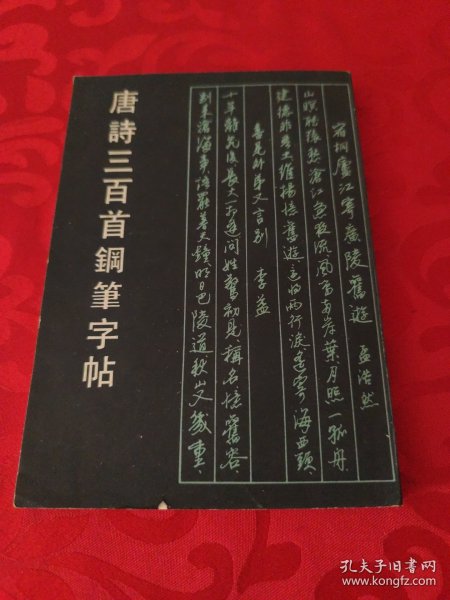 唐詩三百首鋼筆字帖
宿桐廬江寄廣陵舊遊 孟浩然
山暝聽猿愁滄江急夜流、風鳴兩岸葉、月照一孤舟、
建德非吾土維揚憶舊遊還將兩行淚遙寄海西頭、
喜見外弟又言別 李益
十年離亂後、長大一相逢問姓驚初見、稱名憶舊容、
別來滄海事、語罷暮天鐘、明日巴陵道、秋山又幾重、
孔夫子旧书网
www.kongfz.com